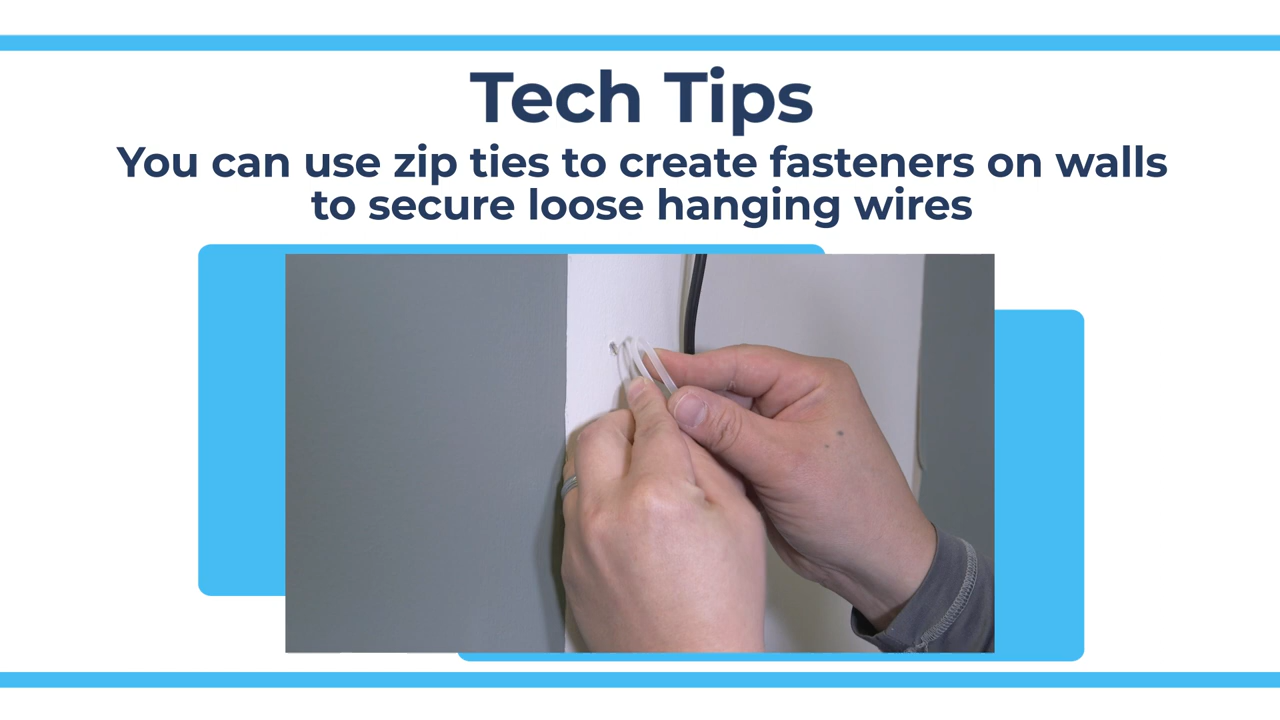 Tech Tips
You can use zip ties to create fasteners on walls
to secure loose hanging wires